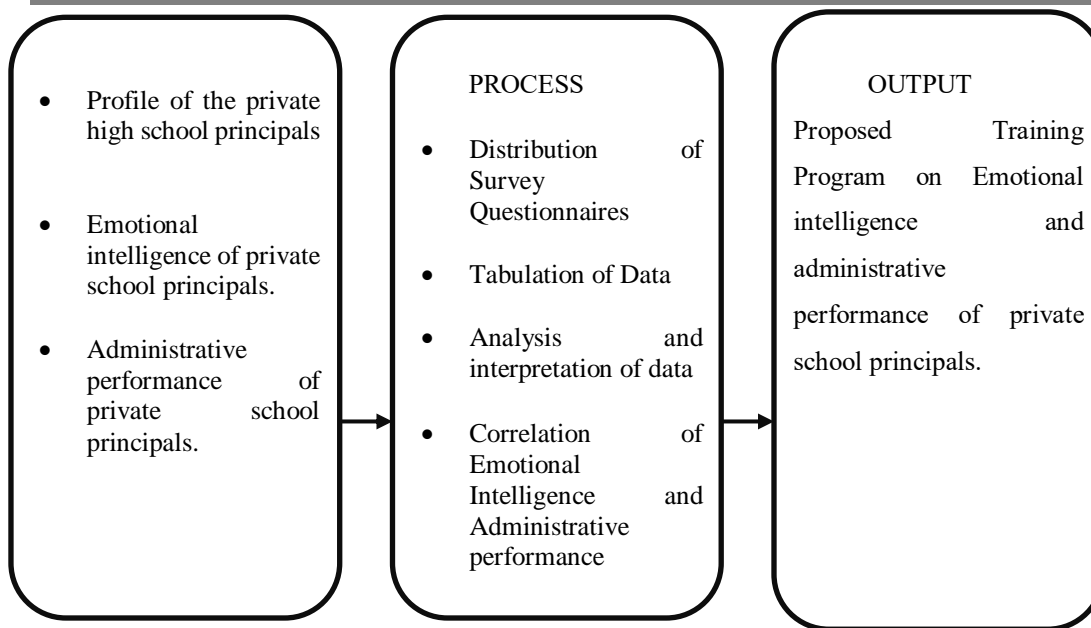 • Profile of the private
high school principals
• Emotional
intelligence of private
school principals.
• Administrative
performance of
private school
principals.
PROCESS
• Distribution of
Survey
Questionnaires
• Tabulation of Data
• Analysis and
interpretation of data
• Correlation of
Emotional
Intelligence and
Administrative
performance
OUTPUT
Proposed Training
Program on Emotional
intelligence and
administrative
performance of private
school principals.